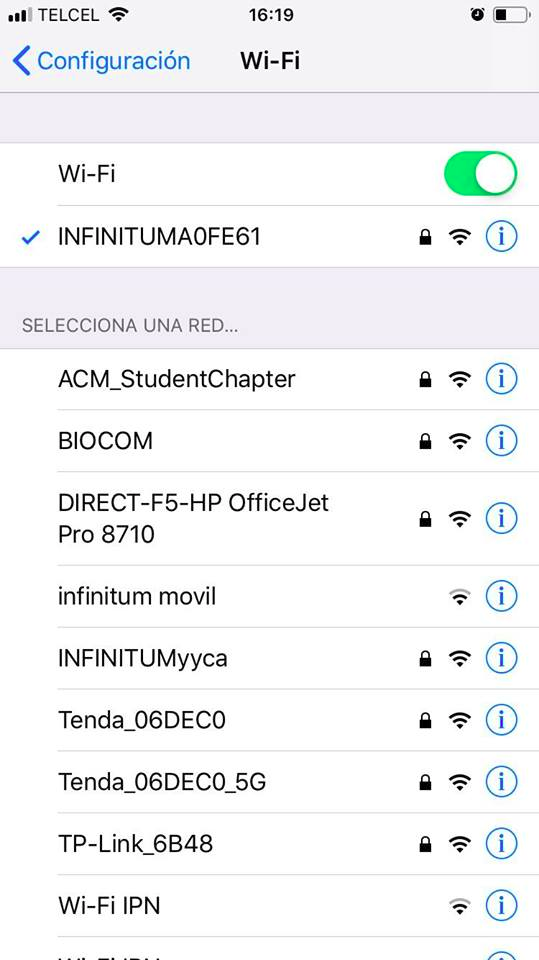 TELCEL 16:19
Configuración Wi-Fi
Wi-Fi
INFINITUMA0FE61
SELECCIONA UNA RED...
ACM_StudentChapter
BIOCOM
DIRECT-F5-HP OfficeJet
Pro 8710
infinitum movil
INFINITUMyyca
Tenda_06DEC0
Tenda_06DEC0_5G
TP-Link_6B48
Wi-Fi IPN